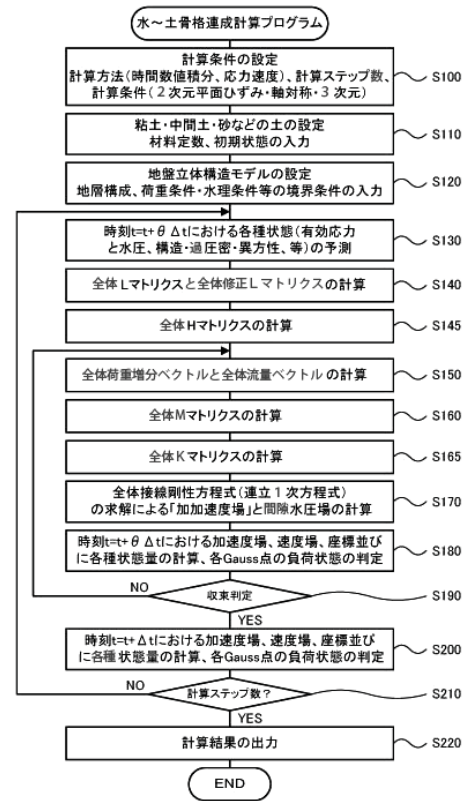 水～土骨格連成計算プログラム
計算条件の設定
計算方法（時間数値積分、応力速度）、計算ステップ数、
計算条件（２次元平面ひずみ・軸対称・３次元）
S100
粘土・中間土・砂などの土の設定
材料定数、初期状態の入力
S110
地盤立体構造モデルの設定
地層構成、荷重条件・水理条件等の境界条件の入力
S120
時刻t=t+θΔtにおける各種状態（有効応力
と水圧、構造・過圧密・異方性、等）の予測
S130
全体Lマトリクスと全体修正Lマトリクスの計算
S140
全体Hマトリクスの計算
S145
全体荷重増分ベクトルと全体流量ベクトルの計算
S150
全体Mマトリクスの計算
S160
全体Kマトリクスの計算
S165
全体接線剛性方程式（連立１次方程式）
の求解による「加加速度場」と間隙水圧場の計算
S170
時刻t=t+θΔtにおける加速度場、速度場、座標並び
に各種状態量の計算、各Gauss点の負荷状態の判定
S180
NO
収束判定
S190
YES
時刻t=t+Δtにおける加速度場、速度場、座標並び
に各種状態量の計算、各Gauss点の負荷状態の判定
S200
NO
計算ステップ数？
S210
YES
計算結果の出力
S220
END